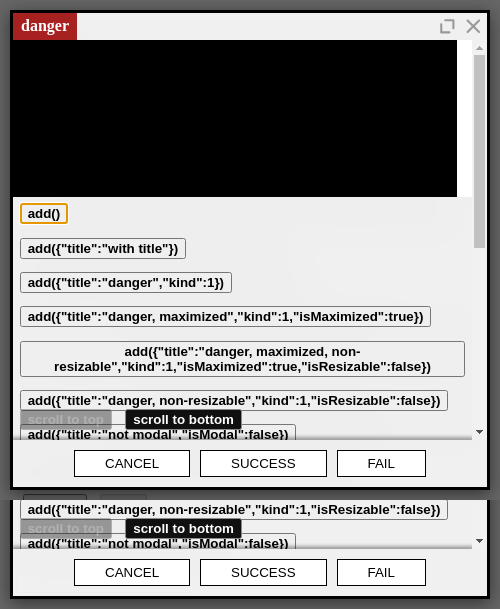 danger
add()
add({"title":"with title"})
add({"title":"danger","kind":1})
add({"title":"danger, maximized","kind":1,"isMaximized":true})
add({"title":"danger, maximized, non-
resizable","kind":1,"isMaximized":true,"isResizable":false})
add({"title":"danger, non-resizable","kind":1,"isResizable":false})
scroll to top scroll to bottom
add({"title":"not modal","isModal":false})
CANCEL SUCCESS FAIL
add({"title":"danger, non-resizable","kind":1,"isResizable":false})
scroll to top scroll to bottom
add({"title":"not modal","isModal":false})
CANCEL SUCCESS FAIL